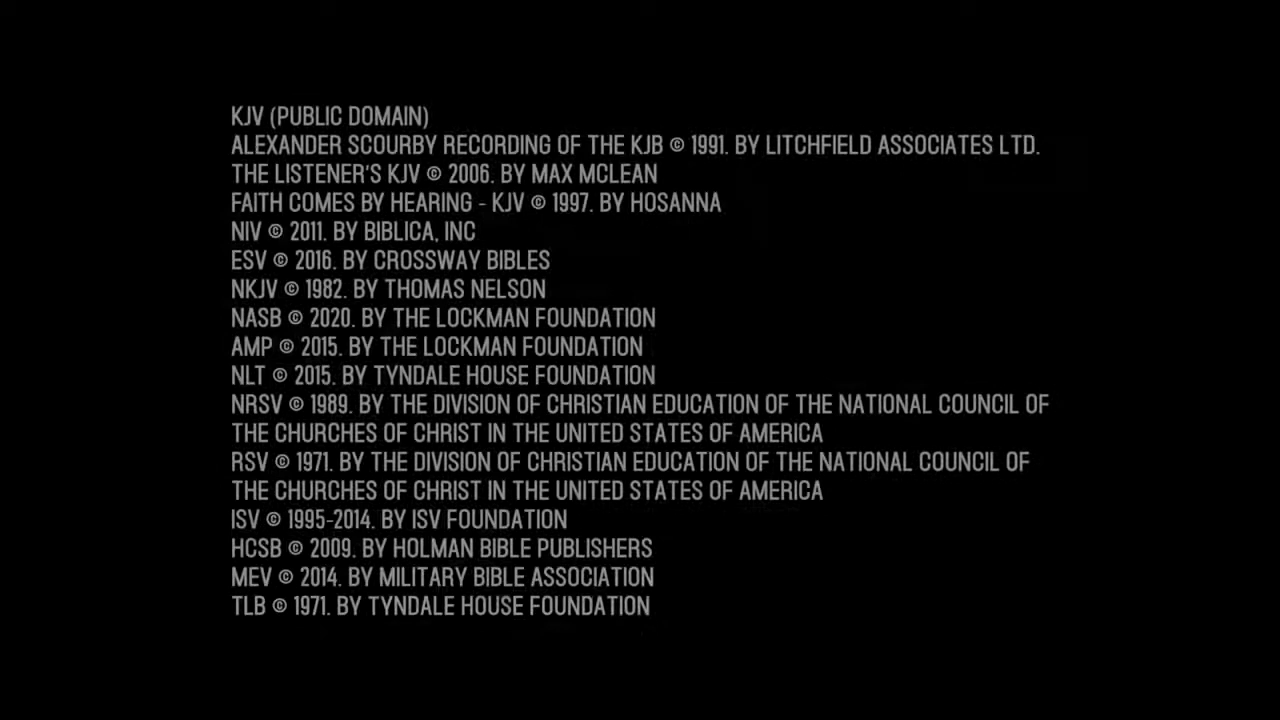 KJV (PUBLIC DOMAIN)
ALEXANDER SCOURBY RECORDING OF THE KJB © 1991. BY LITCHFIELD ASSOCIATES LTD.
THE LISTENER'S KJV © 2006. BY MAX MCLEAN
FAITH COMES BY HEARING - KJV © 1997. BY HOSANNA
NIV © 2011. BY BIBLICA, INC
ESV © 2016. BY CROSSWAY BIBLES
NKJV © 1982. BY THOMAS NELSON
NASB © 2020. BY THE LOCKMAN FOUNDATION
AMP © 2015. BY THE LOCKMAN FOUNDATION
NLT © 2015. BY TYNDALE HOUSE FOUNDATION
NRSV © 1989. BY THE DIVISION OF CHRISTIAN EDUCATION OF THE NATIONAL COUNCIL OF
THE CHURCHES OF CHRIST IN THE UNITED STATES OF AMERICA
RSV © 1971. BY THE DIVISION OF CHRISTIAN EDUCATION OF THE NATIONAL COUNCIL OF
THE CHURCHES OF CHRIST IN THE UNITED STATES OF AMERICA
ISV © 1995-2014. BY ISV FOUNDATION
HCSB © 2009. BY HOLMAN BIBLE PUBLISHERS
MEV © 2014. BY MILITARY BIBLE ASSOCIATION
TLB © 1971. BY TYNDALE HOUSE FOUNDATION